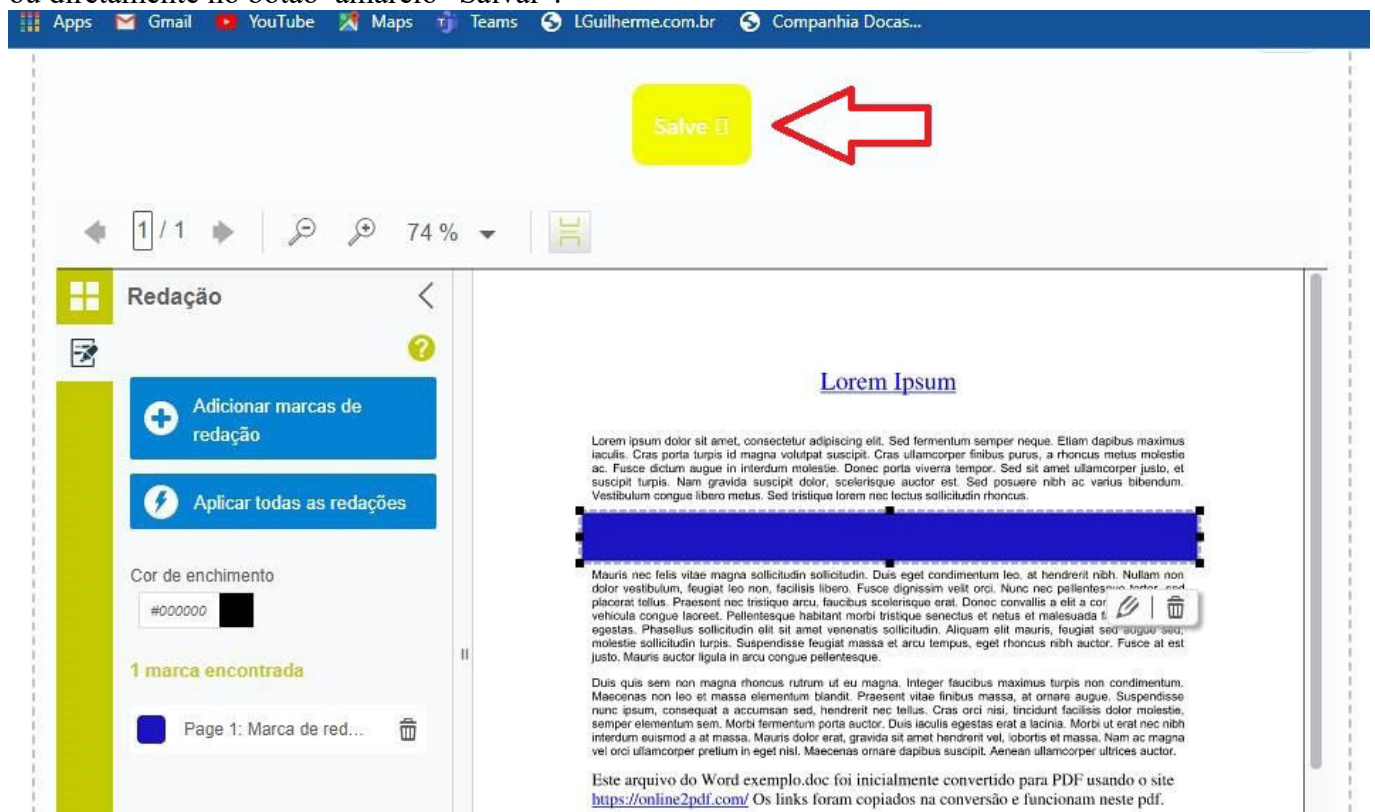 ou diretamente no botão amarelo "Salvar".
Apps Gmail YouTube Maps Teams LGuilherme.com.br Companhia Docas...
Salve
1 / 1 74 %
Redação
?
Adicionar marcas de
redação
Aplicar todas as redações
Cor de enchimento
#000000
1 marca encontrada
Page 1: Marca de red...
Lorem Ipsum
Lorem ipsum dolor sit amet, consectetur adipiscing elit. Sed fermentum semper neque. Etiam dapibus maximus
iaculis. Cras porta turpis id magna volutpat suscipit. Cras ullamcorper finibus purus, a rhoncus metus molestie
ac. Fusce dictum augue in interdum molestie. Donec porta viverra tempor. Sed sit amet ullamcorper justo, et
suscipit turpis. Nam gravida suscipit dolor, scelerisque auctor est. Sed posuere nibh ac varius bibendum.
Vestibulum congue libero metus. Sed tristique lorem nec lectus sollicitudin rhoncus.
Mauris nec felis vitae magna sollicitudin sollicitudin. Duis eget condimentum leo, at hendrerit nibh. Nullam non
dolor vestibulum, feugiat leo non, facilisis libero. Fusce dignissim velit orci. Nunc nec pellentesque tortor, sed
placerat tellus. Praesent nec tristique arcu, faucibus scelerisque erat. Donec convallis a elit a cor
vehicula congue laoreet. Pellentesque habitant morbi tristique senectus et netus et malesuada f
egestas. Phasellus sollicitudin elit sit amet venenatis sollicitudin. Aliquam elit mauris, feugiat sed augue sed,
molestie sollicitudin turpis. Suspendisse feugiat massa et arcu tempus, eget rhoncus nibh auctor. Fusce at est
justo. Mauris auctor ligula in arcu congue pellentesque.
Duis quis sem non magna rhoncus rutrum ut eu magna. Integer faucibus maximus turpis non condimentum.
Maecenas non leo et massa elementum blandit. Praesent vitae finibus massa, at ornare augue. Suspendisse
nunc ipsum, consequat a accumsan sed, hendrerit nec tellus. Cras orci nisi, tincidunt facilisis dolor molestie,
semper elementum sem. Morbi fermentum porta auctor. Duis iaculis egestas erat a lacinia. Morbi ut erat nec nibh
interdum euismod a at massa. Mauris dolor erat, gravida sit amet hendrerit vel, lobortis et massa. Nam ac magna
vel orci ullamcorper pretium in eget nisl. Maecenas ornare dapibus suscipit. Aenean ullamcorper ultrices auctor.
Este arquivo do Word exemplo.doc foi inicialmente convertido para PDF usando o site
https://online2pdf.com/ Os links foram copiados na conversão e funcionam neste pdf.